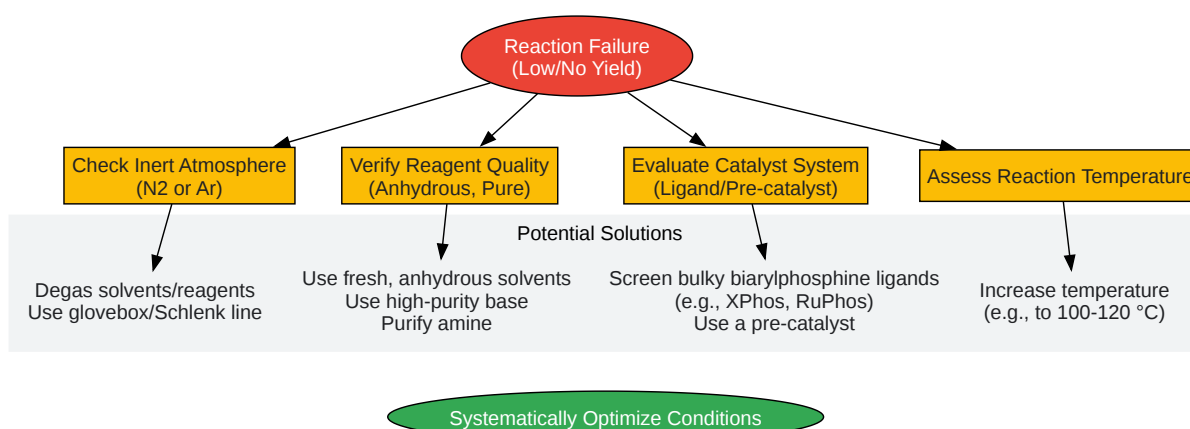 Reaction Failure
(Low/No Yield)
Check Inert Atmosphere
(N2 or Ar)
Verify Reagent Quality
(Anhydrous, Pure)
Evaluate Catalyst System
(Ligand/Pre-catalyst)
Assess Reaction Temperature
Potential Solutions
Degas solvents/reagents
Use glovebox/Schlenk line
Use fresh, anhydrous solvents
Use high-purity base
Purify amine
Screen bulky biarylphosphine ligands
(e.g., XPhos, RuPhos)
Use a pre-catalyst
Increase temperature
(e.g., to 100-120 °C)
Systematically Optimize Conditions